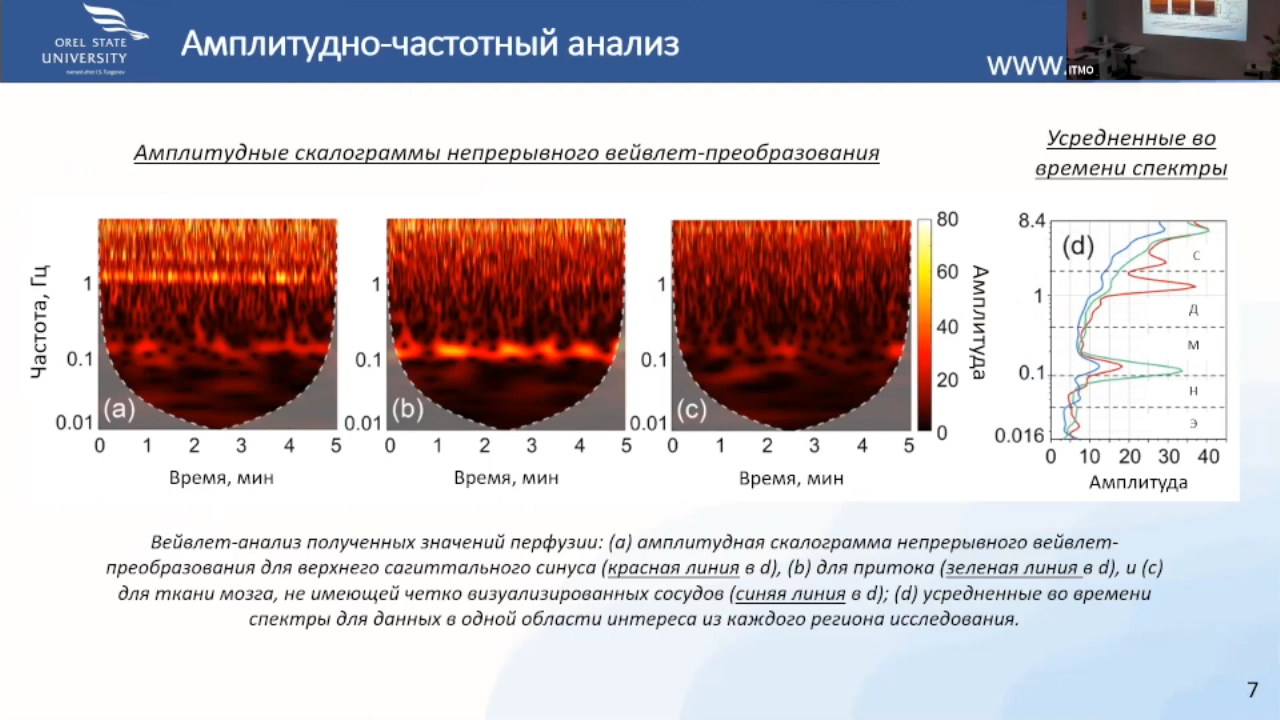 OREL STATE
UNIVERSITY
named after I.S. Turgenev
Амплитудно-частотный анализ
www.
ITMO
Амплитудные скалограммы непрерывного вейвлет-преобразования
Усредненные во
времени спектры
Частота, Гц
1
0.1
0.01
(a)
0 1 2 3 4 5
Время, мин
1
0.1
0.01
(b)
0 1 2 3 4 5
Время, мин
1
0.1
0.01
(c)
0 1 2 3 4 5
Время, мин
80
60
40
20
0
Амплитуда
8.4
1
0.1
0.016
(d)
С
Д
М
Н
Э
0 10 20 30 40
Амплитуда
Вейвлет-анализ полученных значений перфузии: (a) амплитудная скалограмма непрерывного вейвлет-
преобразования для верхнего сагиттального синуса (красная линия в d), (b) для притока (зеленая линия в d), и (c)
для ткани мозга, не имеющей четко визуализированных сосудов (синяя линия в d); (d) усредненные во времени
спектры для данных в одной области интереса из каждого региона исследования.
7